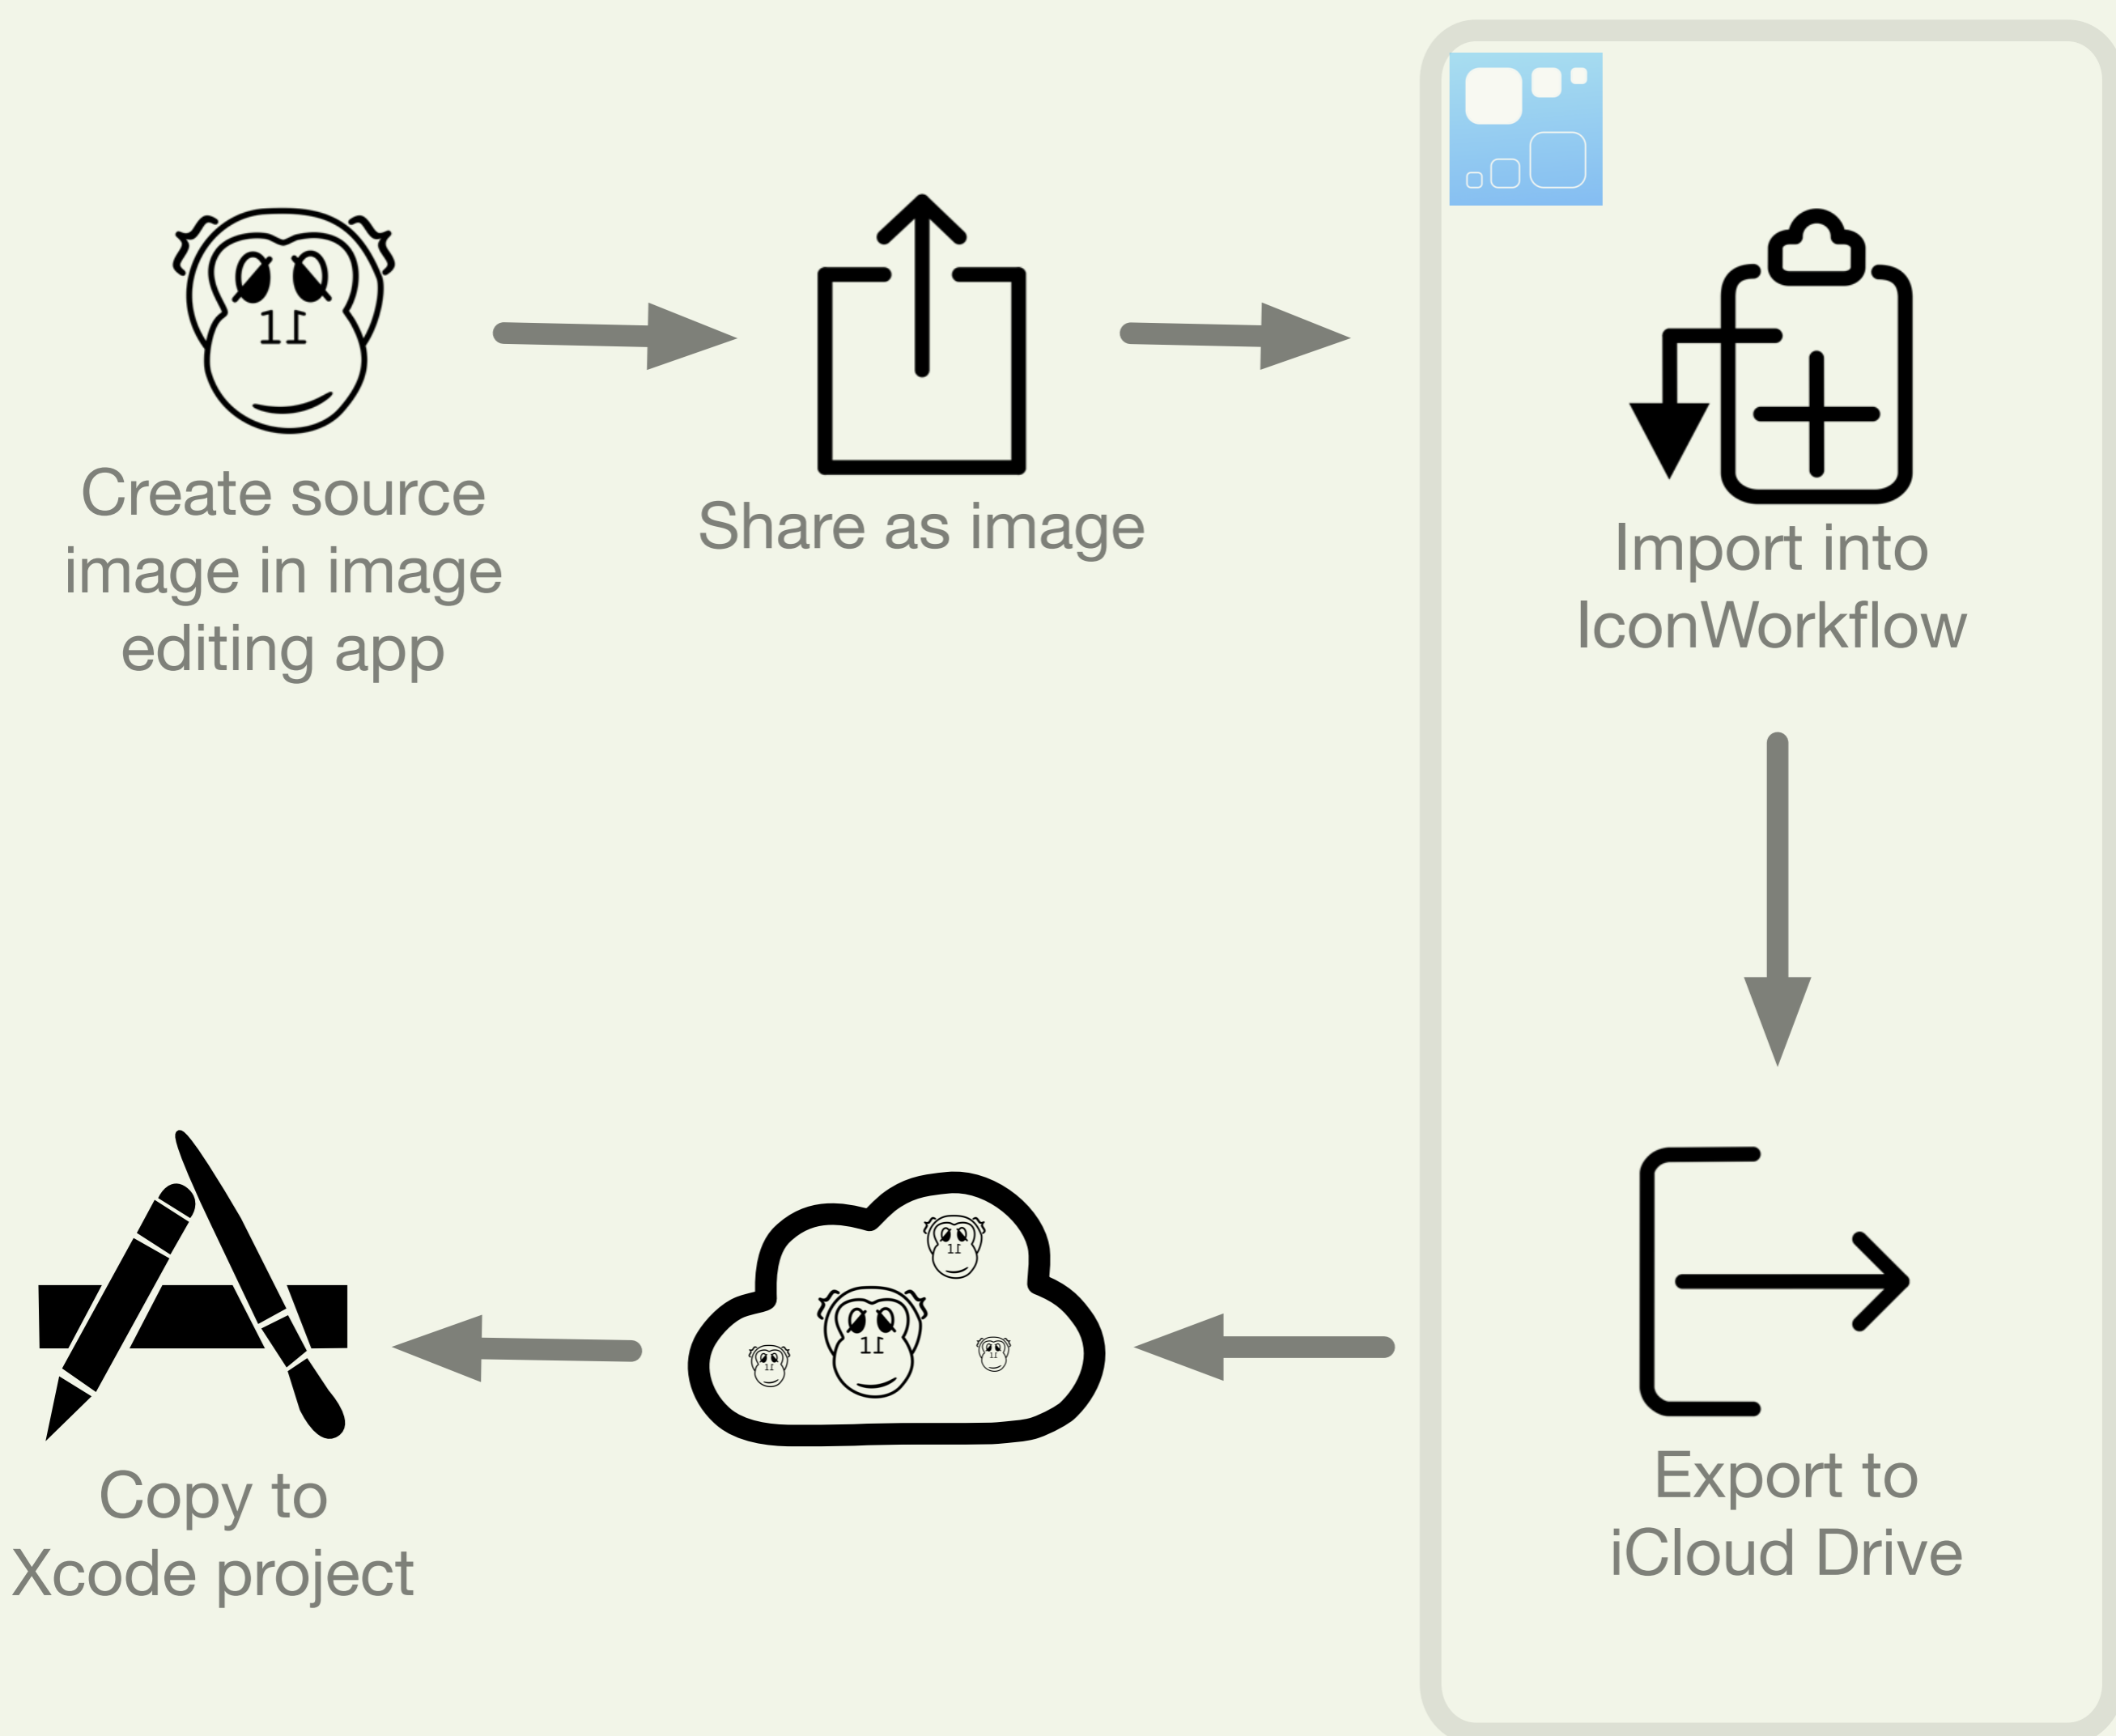 Create source
image in image
editing app
Share as image
Import into
IconWorkflow
Export to
iCloud Drive
Copy to
Xcode project